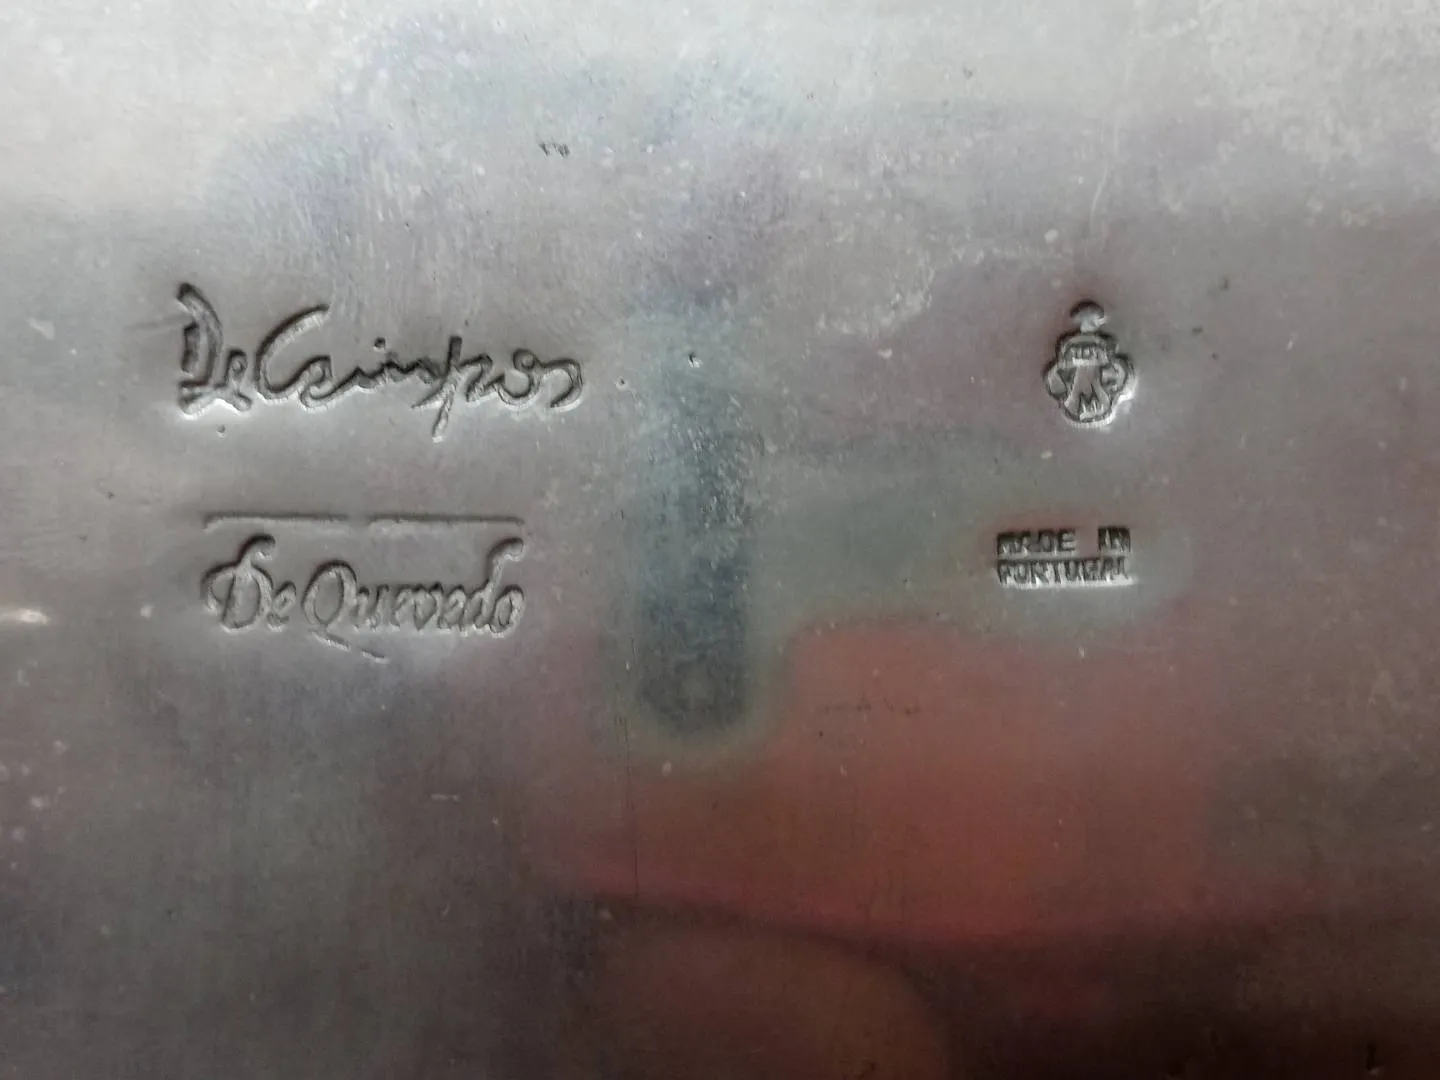 De Campos
De Quevedo
M
MADE IN
PORTUGAL